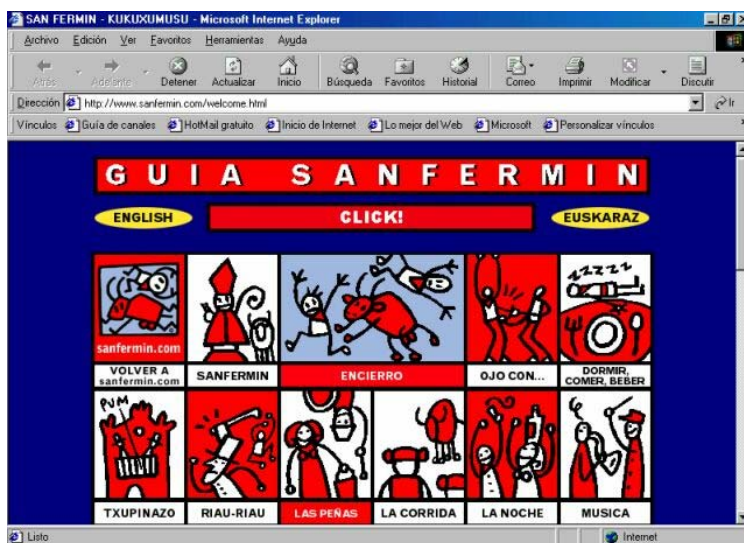 SAN FERMIN - KUKUXUMUSU - Microsoft Internet Explorer
Archivo Edición Ver Favoritos Herramientas Ayuda
Atrás Adelante Detener Actualizar Inicio Búsqueda Favoritos Historial Correo Imprimir Modificar Discutir
Dirección http://www.sanfermin.com/welcome.html Ir
Vínculos Guía de canales HotMail gratuito Inicio de Internet Lo mejor del Web Microsoft Personalizar vínculos
GUIA SANFERMIN
ENGLISH CLICK! EUSKARAZ
zzzzz
sanfermin.com
VOLVER A
sanfermin.com
SANFERMIN
ENCIERRO
OJO CON...
DORMIR,
COMER, BEBER
PUM
TXUPINAZO RIAU-RIAU LAS PEÑAS LA CORRIDA LA NOCHE MUSICA
Listo Internet